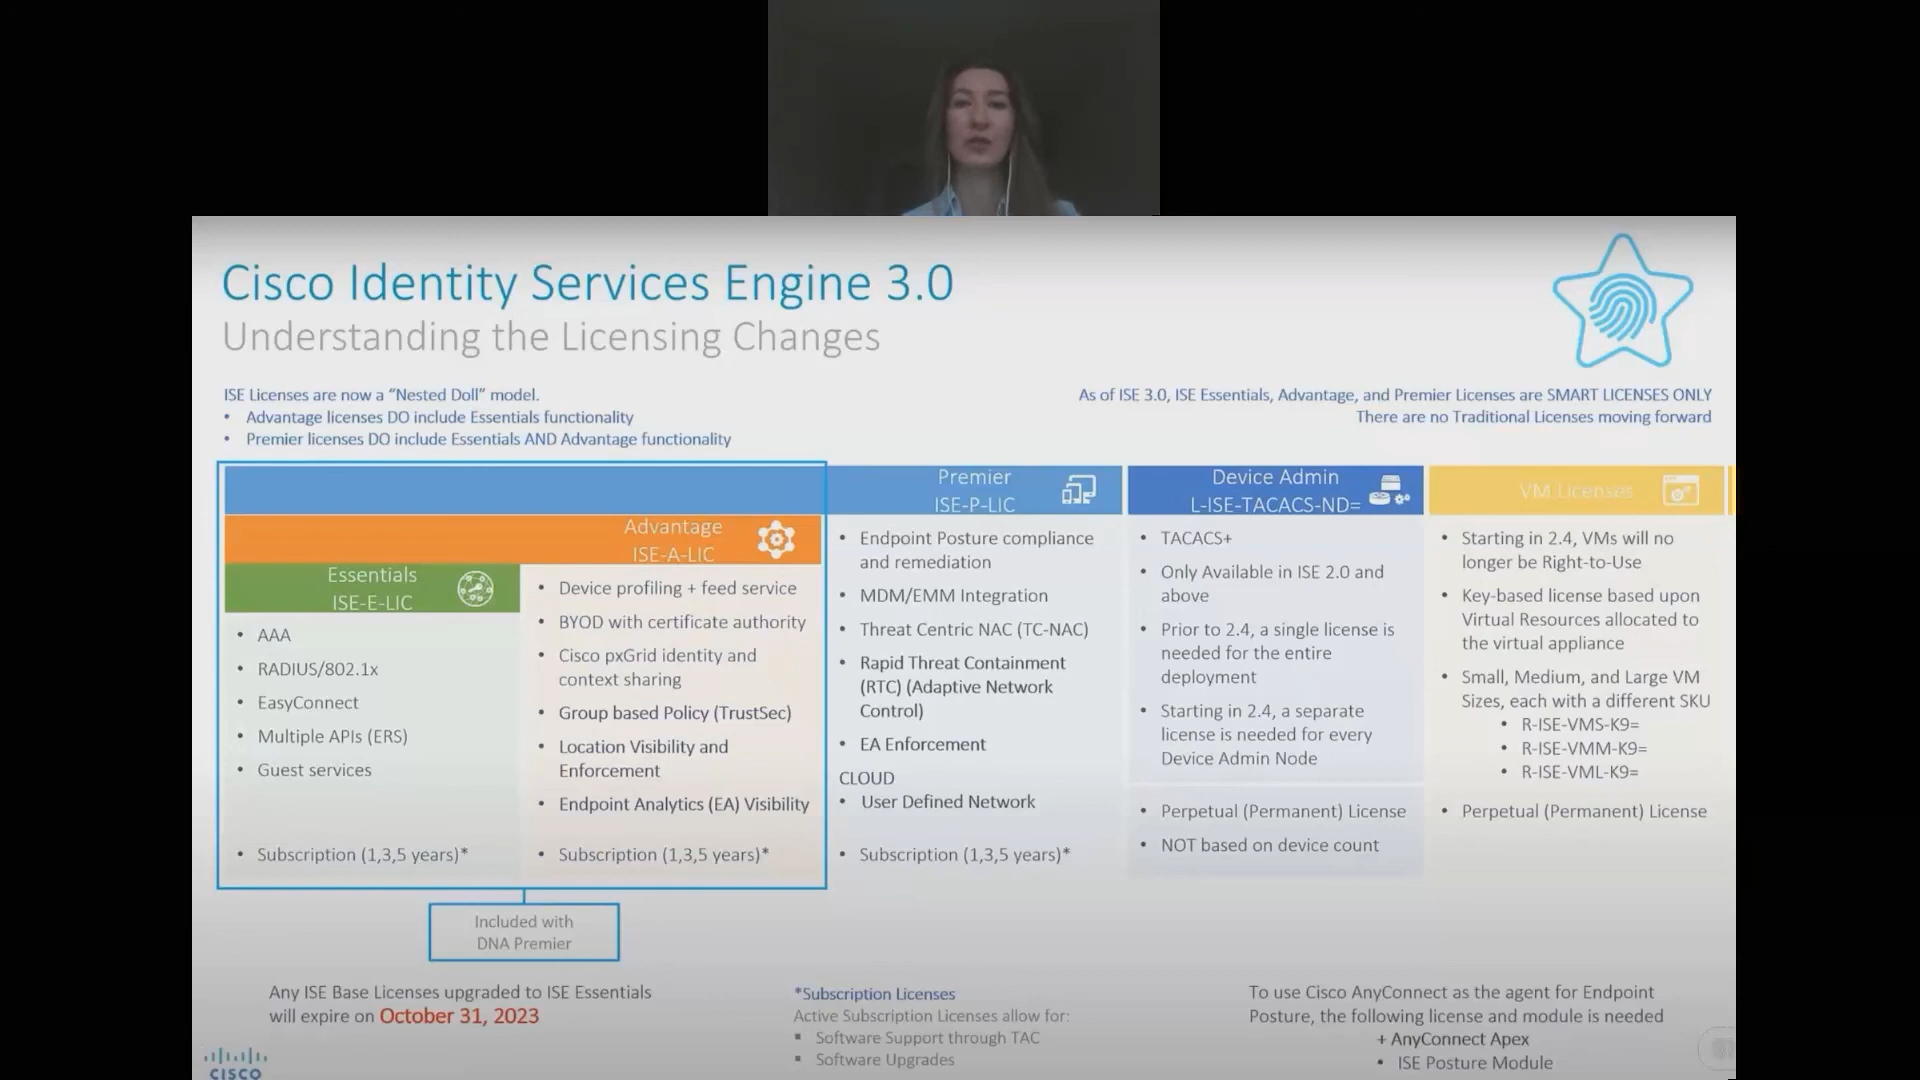 Cisco Identity Services Engine 3.0
Understanding the Licensing Changes
ISE Licenses are now a “Nested Doll” model.
• Advantage licenses DO include Essentials functionality
• Premier licenses DO include Essentials AND Advantage functionality
As of ISE 3.0, ISE Essentials, Advantage, and Premier Licenses are SMART LICENSES ONLY
There are no Traditional Licenses moving forward
Essentials
ISE-E-LIC
• AAA
• RADIUS/802.1x
• EasyConnect
• Multiple APIs (ERS)
• Guest services
• Subscription (1,3,5 years)*
Advantage
ISE-A-LIC
• Device profiling + feed service
• BYOD with certificate authority
• Cisco pxGrid identity and
context sharing
• Group based Policy (TrustSec)
• Location Visibility and
Enforcement
• Endpoint Analytics (EA) Visibility
• Subscription (1,3,5 years)*
Premier
ISE-P-LIC
• Endpoint Posture compliance
and remediation
• MDM/EMM Integration
• Threat Centric NAC (TC-NAC)
• Rapid Threat Containment
(RTC) (Adaptive Network
Control)
• EA Enforcement
CLOUD
• User Defined Network
• Subscription (1,3,5 years)*
Device Admin
L-ISE-TACACS-ND=
• TACACS+
• Only Available in ISE 2.0 and
above
• Prior to 2.4, a single license is
needed for the entire
deployment
• Starting in 2.4, a separate
license is needed for every
Device Admin Node
• Perpetual (Permanent) License
• NOT based on device count
VM Licenses
• Starting in 2.4, VMs will no
longer be Right-to-Use
• Key-based license based upon
Virtual Resources allocated to
the virtual appliance
• Small, Medium, and Large VM
Sizes, each with a different SKU
• R-ISE-VMS-K9=
• R-ISE-VMM-K9=
• R-ISE-VML-K9=
• Perpetual (Permanent) License
Included with
DNA Premier
Any ISE Base Licenses upgraded to ISE Essentials
will expire on October 31, 2023
*Subscription Licenses
Active Subscription Licenses allow for:
▪ Software Support through TAC
▪ Software Upgrades
To use Cisco AnyConnect as the agent for Endpoint
Posture, the following license and module is needed
+ AnyConnect Apex
• ISE Posture Module
CISCO